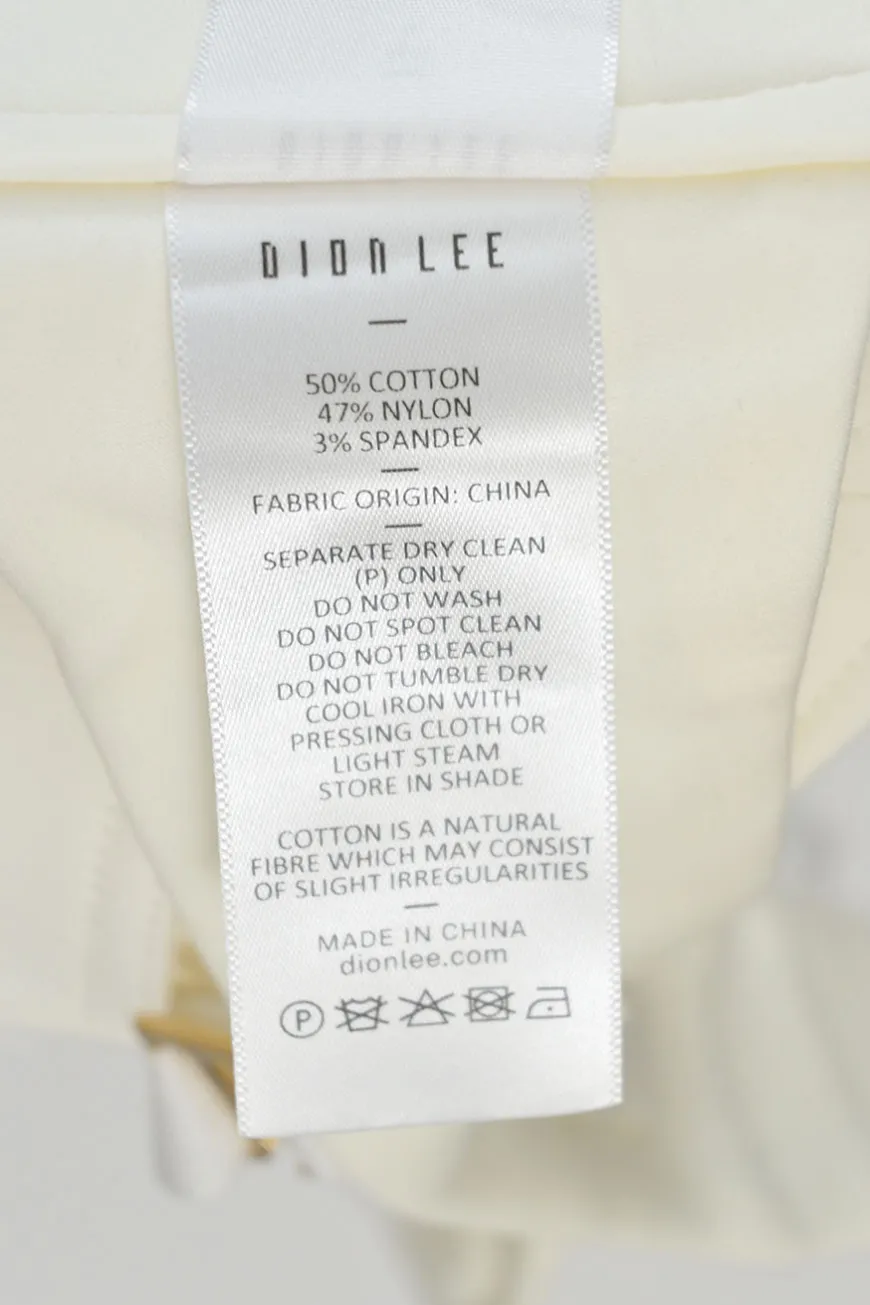 DION LEE
50% COTTON
47% NYLON
3% SPANDEX
FABRIC ORIGIN: CHINA
SEPARATE DRY CLEAN
(P) ONLY
DO NOT WASH
DO NOT SPOT CLEAN
DO NOT BLEACH
DO NOT TUMBLE DRY
COOL IRON WITH
PRESSING CLOTH OR
LIGHT STEAM
STORE IN SHADE
COTTON IS A NATURAL
FIBRE WHICH MAY CONSIST
OF SLIGHT IRREGULARITIES
MADE IN CHINA
dionlee.com
P